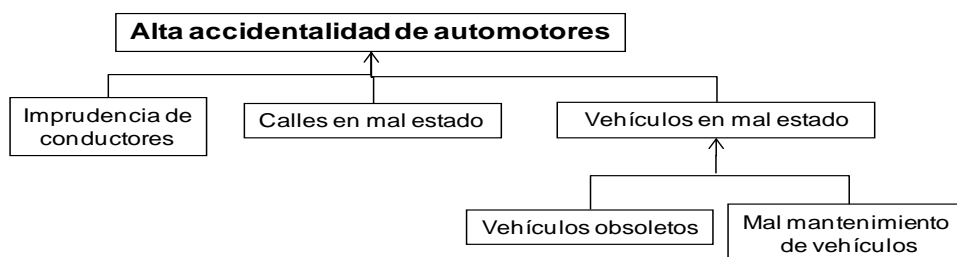 Alta accidentalidad de automotores
Imprudencia de
conductores
Calles en mal estado
Vehículos en mal estado
Vehículos obsoletos
Mal mantenimiento
de vehículos